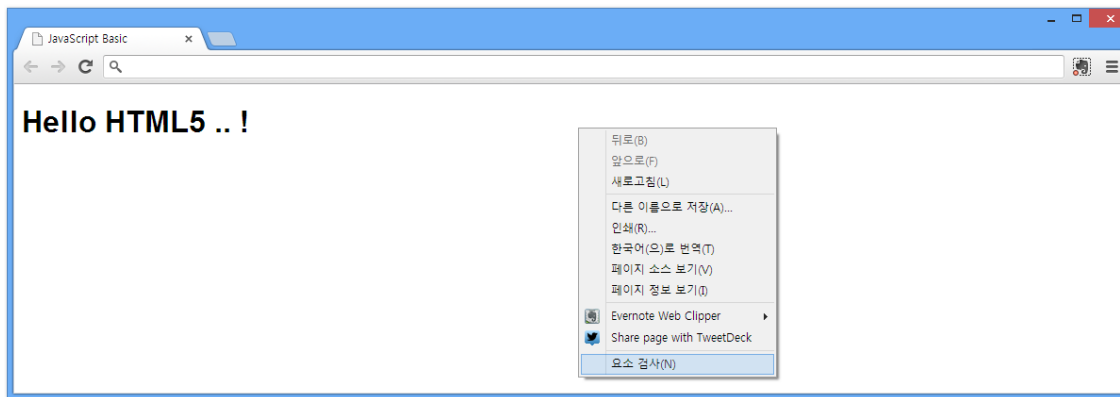 JavaScript Basic
Hello HTML5 .. !
뒤로(B)
앞으로(F)
새로고침(L)
다른 이름으로 저장(A)...
인쇄(R)...
한국어(으)로 번역(T)
페이지 소스 보기(V)
페이지 정보 보기(I)
Evernote Web Clipper
Share page with TweetDeck
요소 검사(N)